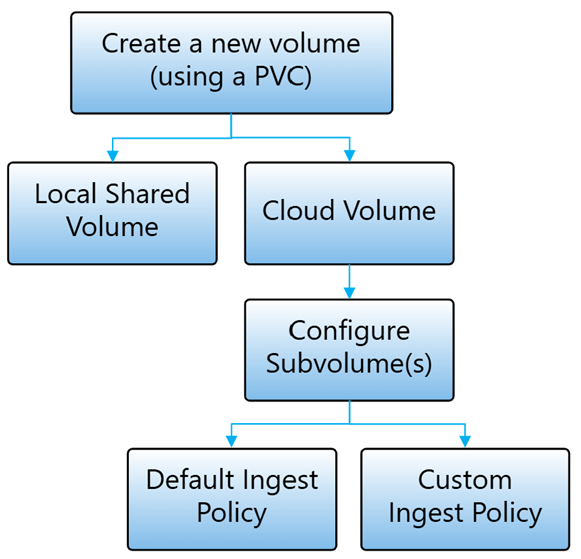 Create a new volume
(using a PVC)
Local Shared
Volume
Cloud Volume
Configure
Subvolume(s)
Default Ingest
Policy
Custom
Ingest Policy